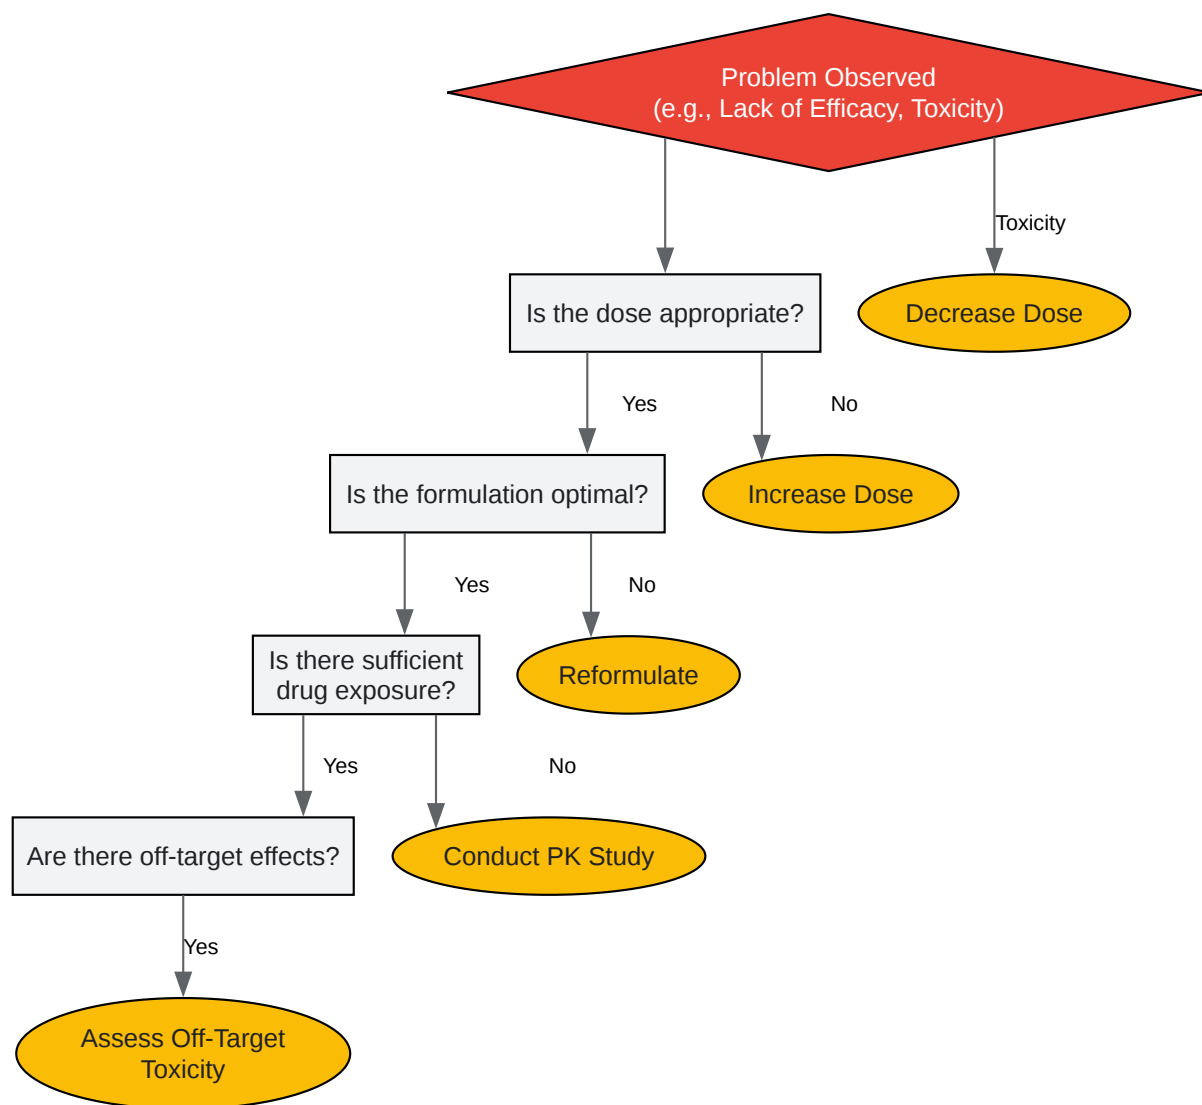 Problem Observed
(e.g., Lack of Efficacy, Toxicity)
Toxicity
Is the dose appropriate?
Decrease Dose
Yes
No
Is the formulation optimal?
Increase Dose
Yes
No
Is there sufficient
drug exposure?
Reformulate
Yes
No
Are there off-target effects?
Conduct PK Study
Yes
Assess Off-Target
Toxicity